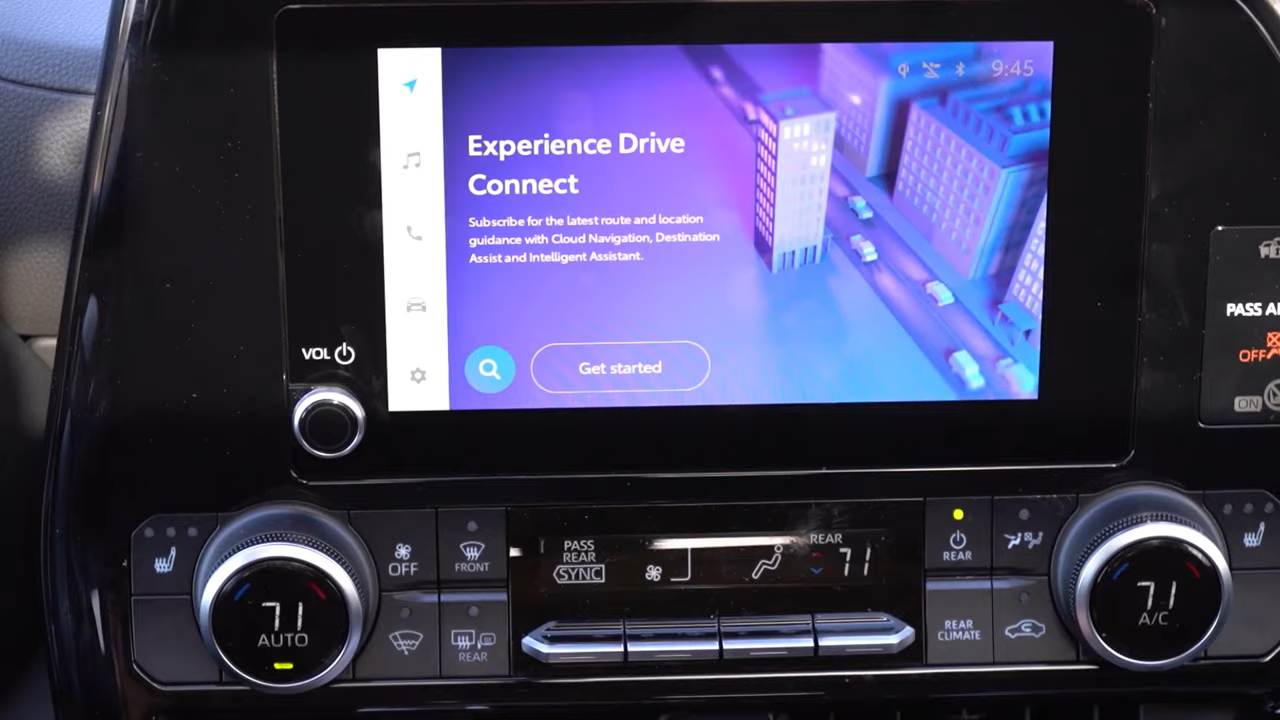 9:45
Experience Drive
Connect
Subscribe for the latest route and location
guidance with Cloud Navigation, Destination
Assist and Intelligent Assistant.
Get started
VOL
OFF
ON
OFF
FRONT
PASS
REAR
SYNC
REAR
71
REAR
71
AUTO
REAR
REAR
CLIMATE
71
A/C